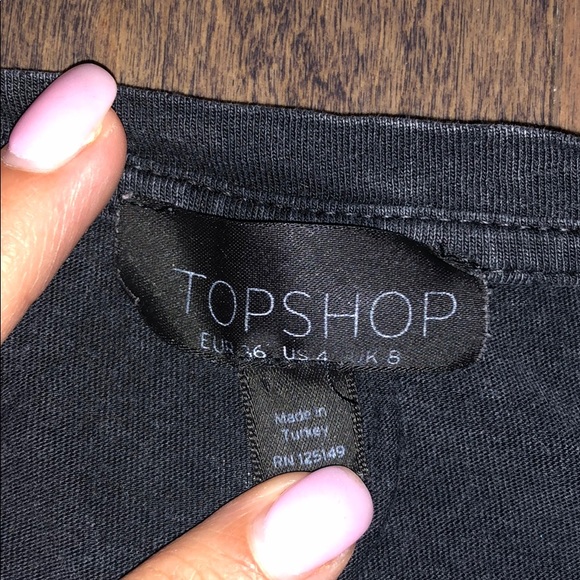 TOPSHOP
EUR 36 US 4 UK 8
Made in
Turkey
RN 125149